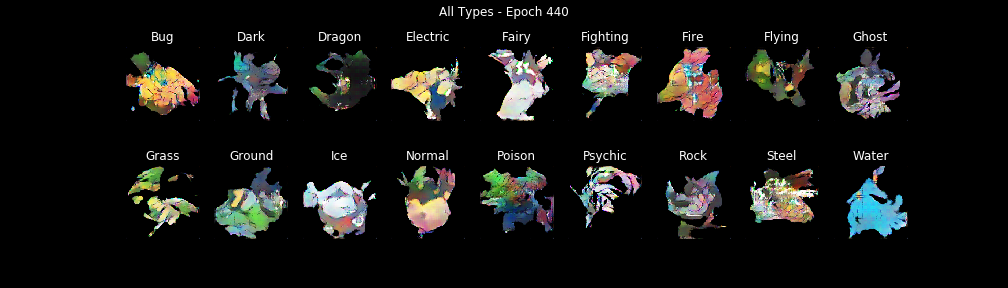 All Types - Epoch 440
Bug Dark Dragon Electric Fairy Fighting Fire Flying Ghost
Grass Ground Ice Normal Poison Psychic Rock Steel Water